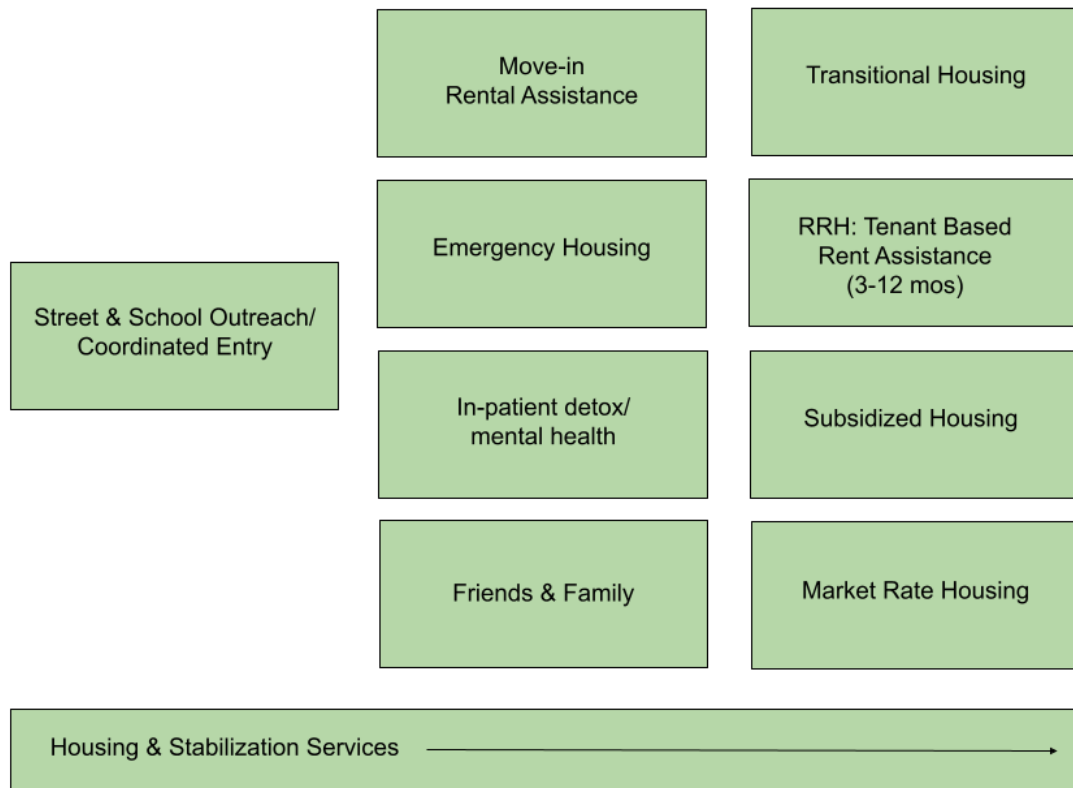 Move-in
Rental Assistance
Transitional Housing
Emergency Housing
RRH: Tenant Based
Rent Assistance
(3-12 mos)
Street & School Outreach/
Coordinated Entry
In-patient detox/
mental health
Subsidized Housing
Friends & Family
Market Rate Housing
Housing & Stabilization Services